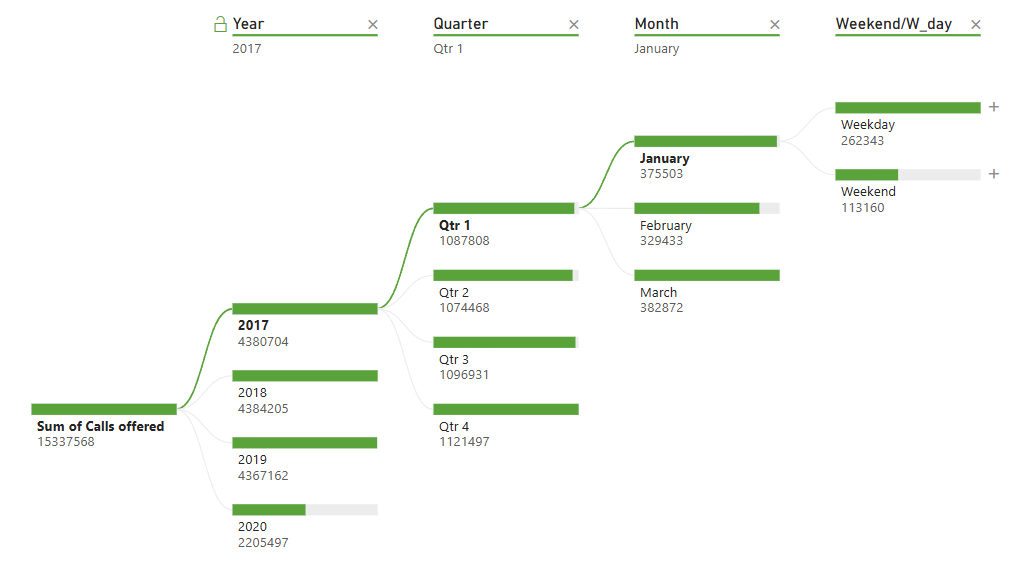 Year
2017
Quarter
Qtr 1
Month
January
Weekend/W_day
Sum of Calls offered
15337568
2017
4380704
2018
4384205
2019
4367162
2020
2205497
Qtr 1
1087808
Qtr 2
1074468
Qtr 3
1096931
Qtr 4
1121497
January
375503
February
329433
March
382872
Weekday
262343
Weekend
113160